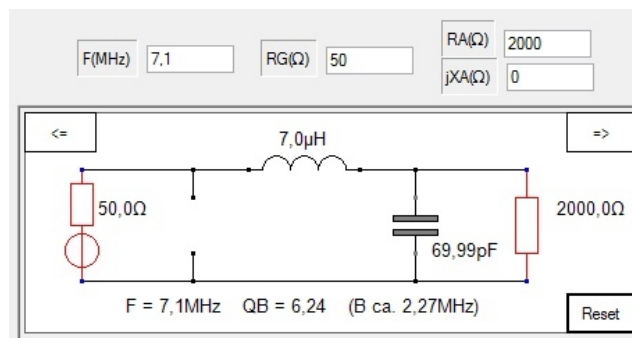 F(MHz) 7,1 RG(Ω) 50 RA(Ω) 2000
jXA(Ω) 0
<= =>
7,0µH
50,0Ω 2000,0Ω
69,99pF
F = 7,1MHz QB = 6,24 (B ca. 2,27MHz) Reset